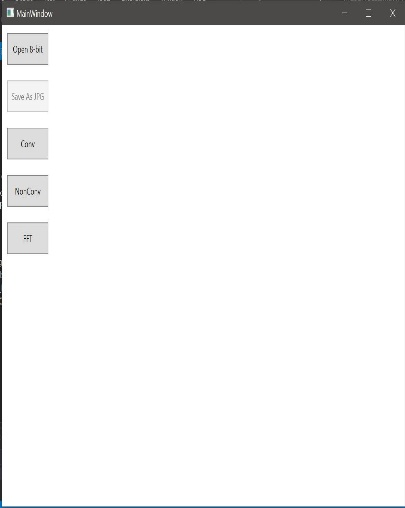 MainWindow
Open 8-bit
Save As JPG
Conv
NonConv
FFT